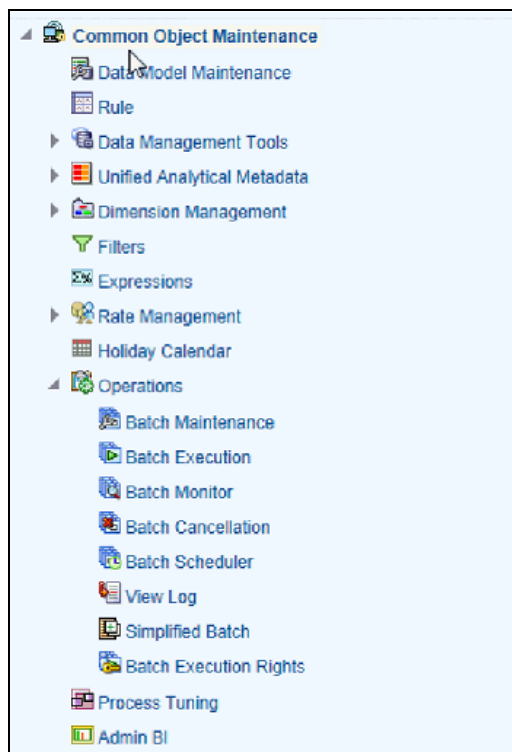 Common Object Maintenance
Data Model Maintenance
Rule
Data Management Tools
Unified Analytical Metadata
Dimension Management
Filters
Expressions
Rate Management
Holiday Calendar
Operations
Batch Maintenance
Batch Execution
Batch Monitor
Batch Cancellation
Batch Scheduler
View Log
Simplified Batch
Batch Execution Rights
Process Tuning
Admin BI